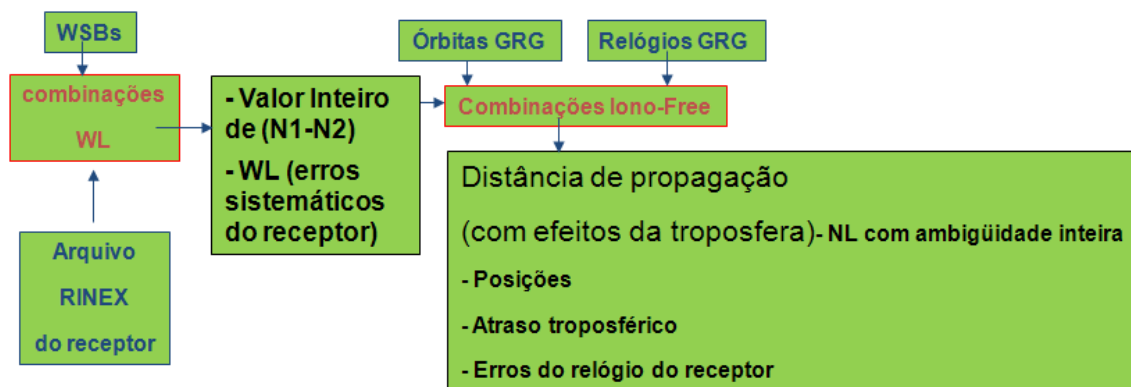 WSBs
combinações
WL
Arquivo
RINEX
do receptor
- Valor Inteiro
de (N1-N2)
- WL (erros
sistemáticos
do receptor)
Órbitas GRG
Relógios GRG
Combinações Iono-Free
Distância de propagação
(com efeitos da troposfera)- NL com ambigüidade inteira
- Posições
- Atraso troposférico
- Erros do relógio do receptor